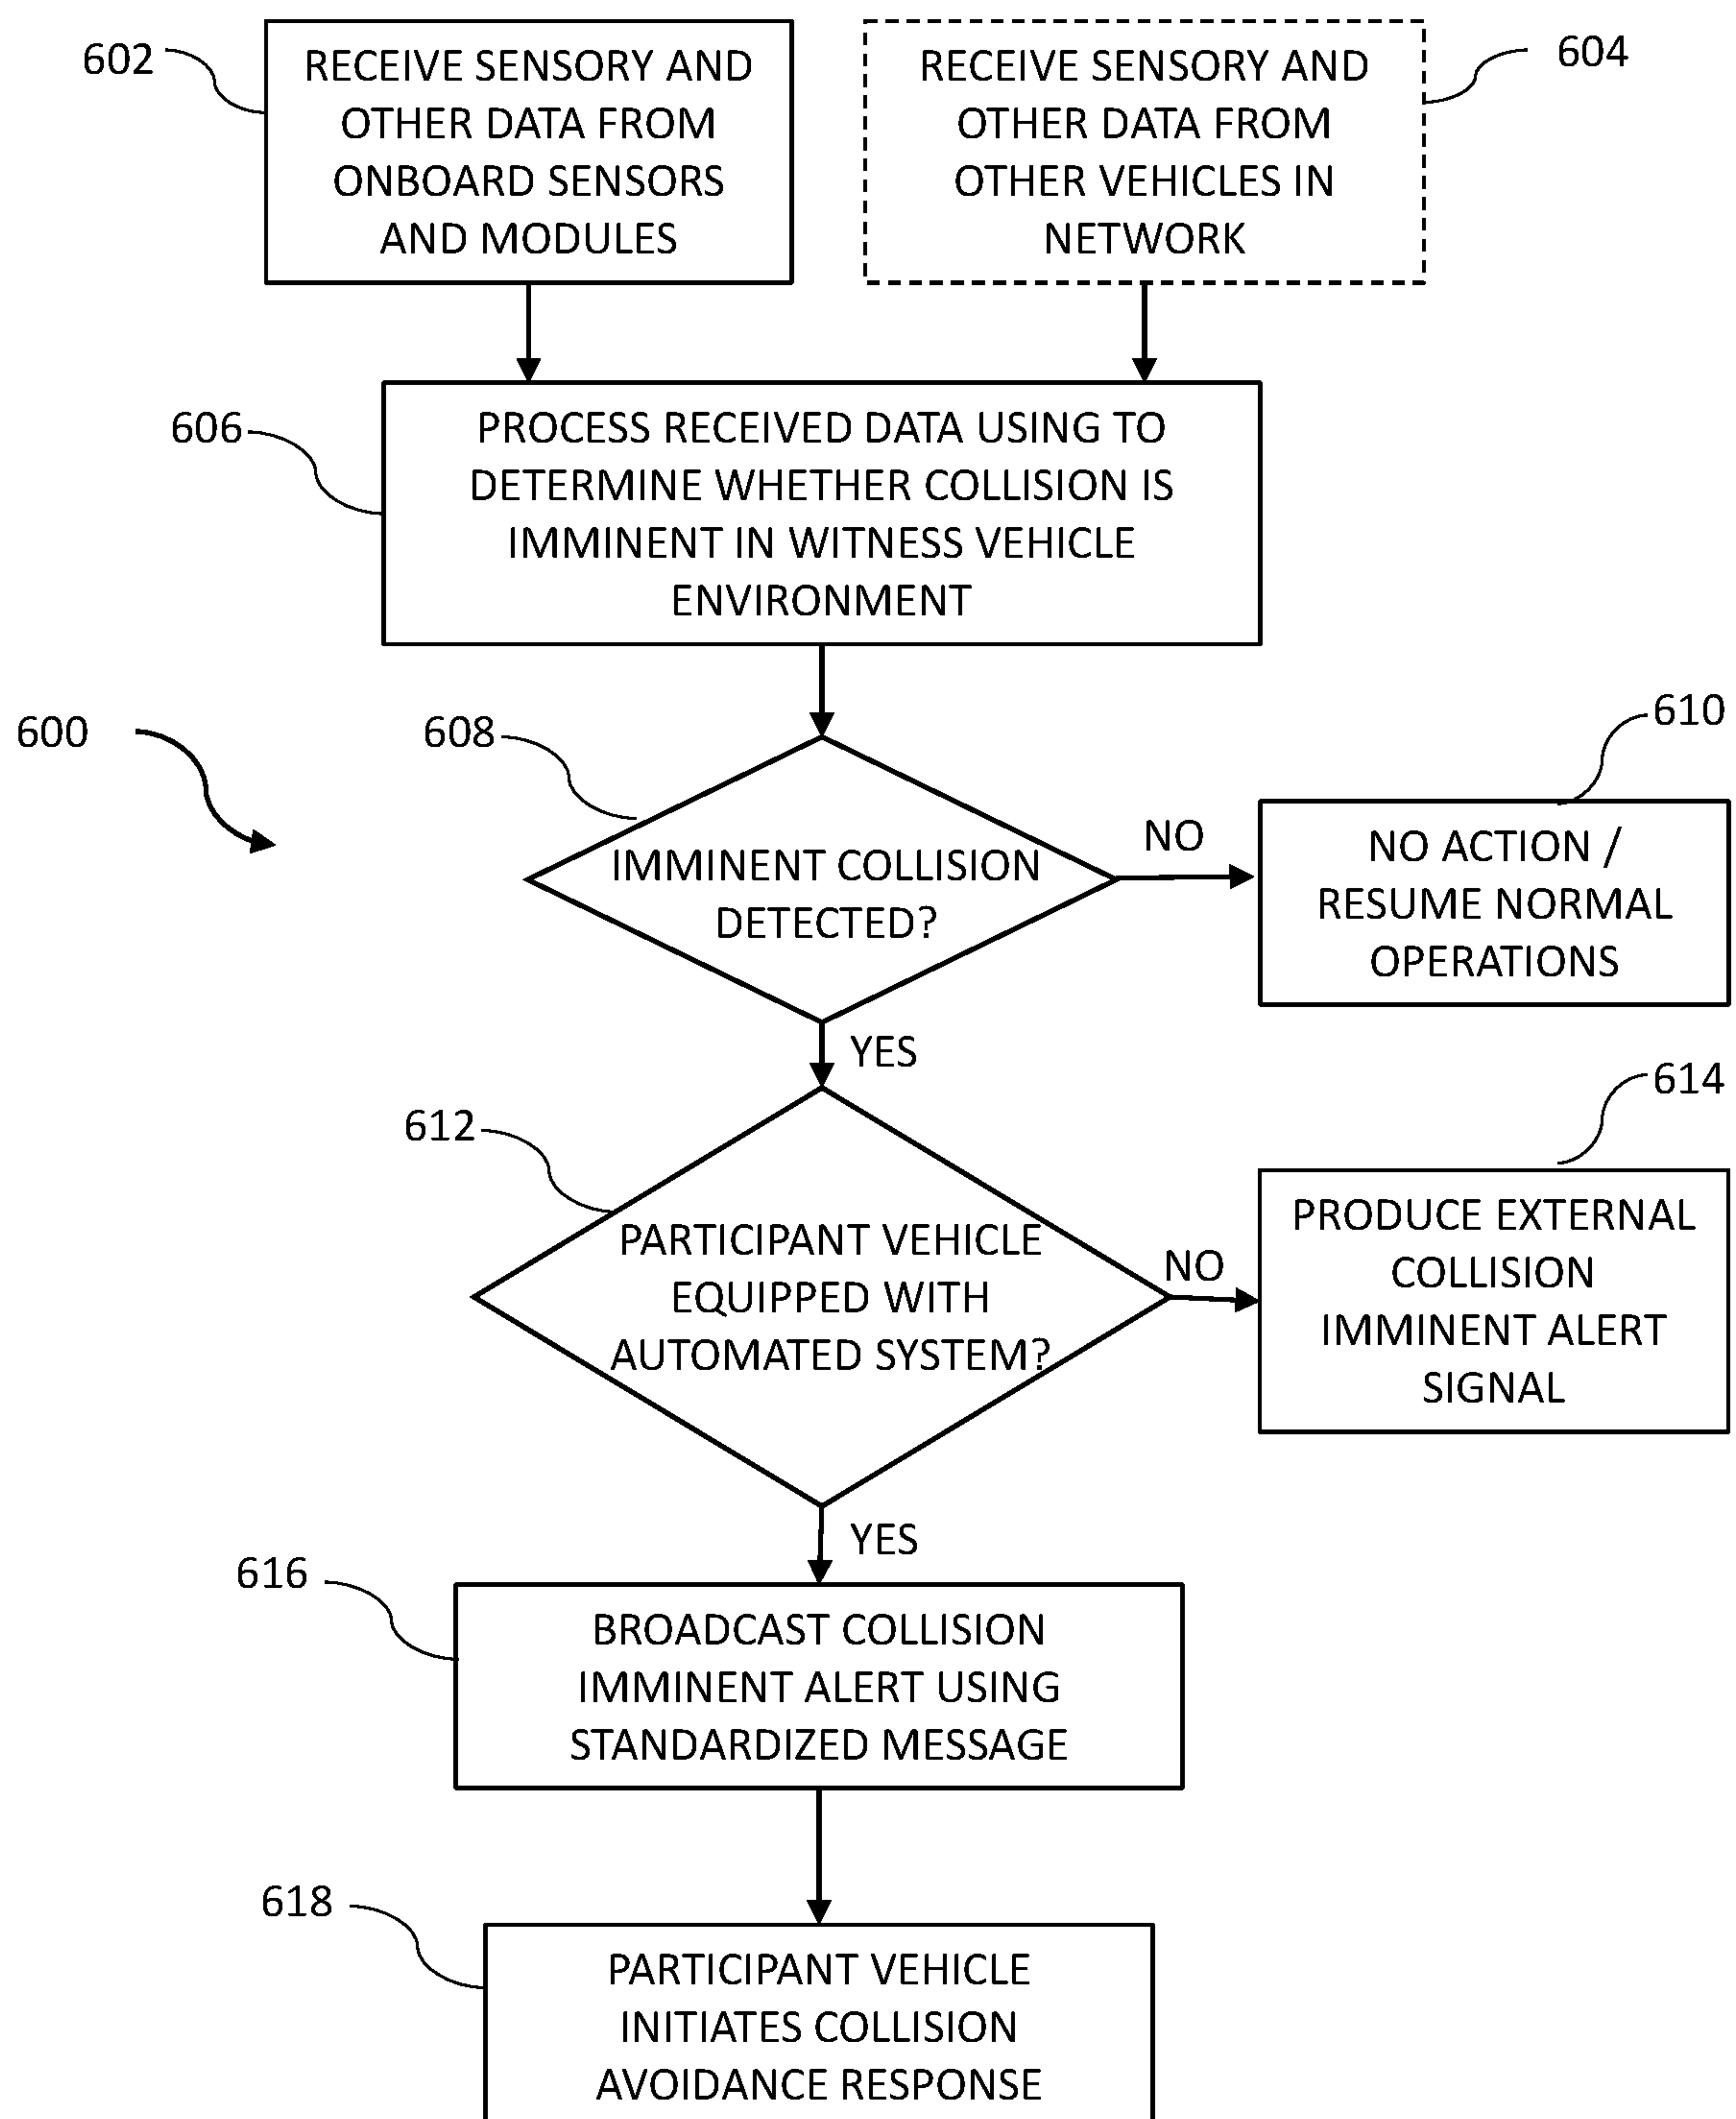 602
RECEIVE SENSORY AND
OTHER DATA FROM
ONBOARD SENSORS
AND MODULES
RECEIVE SENSORY AND
OTHER DATA FROM
OTHER VEHICLES IN
NETWORK
604
606
PROCESS RECEIVED DATA USING TO
DETERMINE WHETHER COLLISION IS
IMMINENT IN WITNESS VEHICLE
ENVIRONMENT
600
608
IMMINENT COLLISION
DETECTED?
NO
610
NO ACTION /
RESUME NORMAL
OPERATIONS
YES
612
PARTICIPANT VEHICLE
EQUIPPED WITH
AUTOMATED SYSTEM?
NO
614
PRODUCE EXTERNAL
COLLISION
IMMINENT ALERT
SIGNAL
YES
616
BROADCAST COLLISION
IMMINENT ALERT USING
STANDARDIZED MESSAGE
618
PARTICIPANT VEHICLE
INITIATES COLLISION
AVOIDANCE RESPONSE